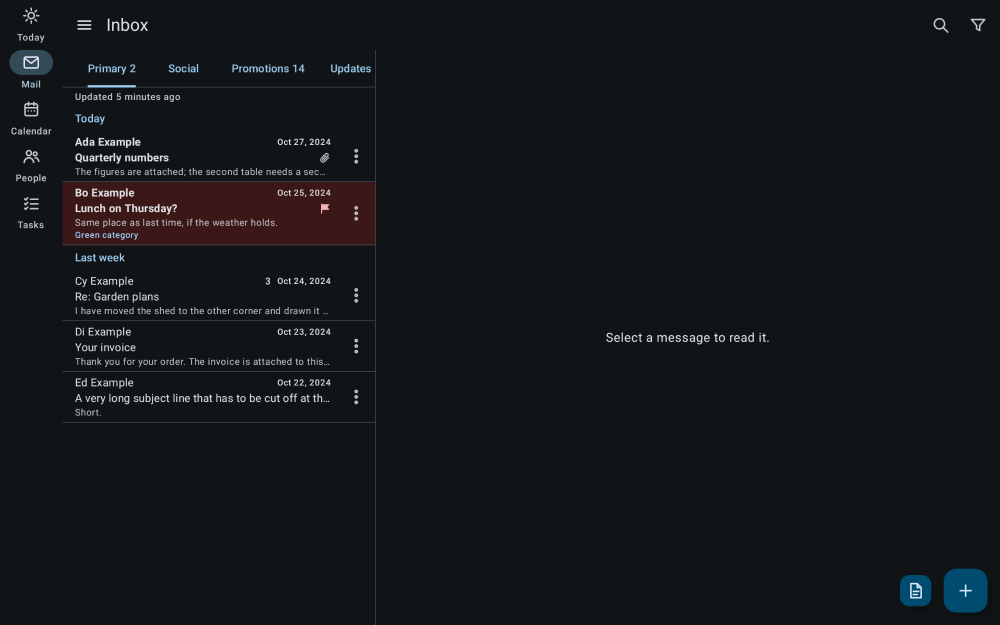 Today
Mail
Calendar
People
Tasks
Inbox
Primary 2
Social
Promotions 14
Updates
Updated 5 minutes ago
Today
Ada Example
Oct 27, 2024
Quarterly numbers
The figures are attached; the second table needs a sec…
Bo Example
Oct 25, 2024
Lunch on Thursday?
Same place as last time, if the weather holds.
Green category
Last week
Cy Example
3 Oct 24, 2024
Re: Garden plans
I have moved the shed to the other corner and drawn it …
Di Example
Oct 23, 2024
Your invoice
Thank you for your order. The invoice is attached to this…
Ed Example
Oct 22, 2024
A very long subject line that has to be cut off at th…
Short.
Select a message to read it.